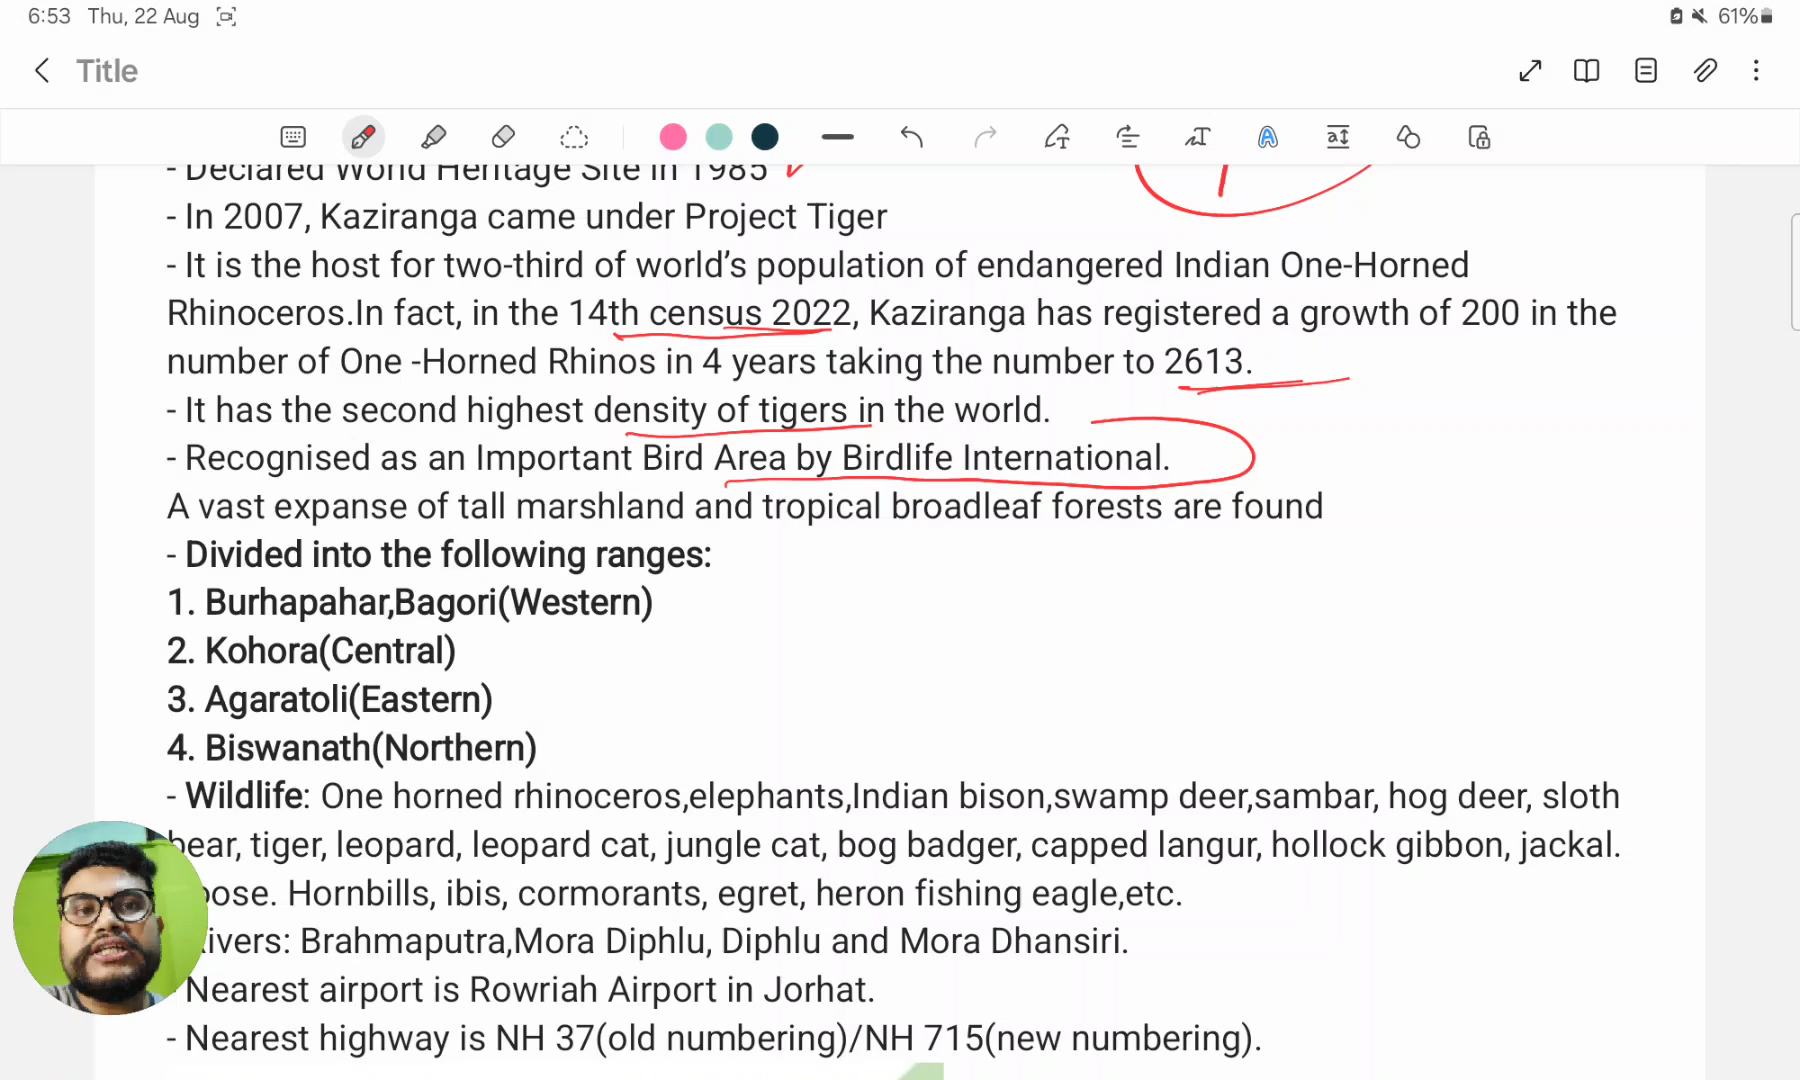 6:53 Thu, 22 Aug 61%
Title
- Declared World Heritage Site in 1985
- In 2007, Kaziranga came under Project Tiger
- It is the host for two-third of world’s population of endangered Indian One-Horned
Rhinoceros.In fact, in the 14th census 2022, Kaziranga has registered a growth of 200 in the
number of One -Horned Rhinos in 4 years taking the number to 2613.
- It has the second highest density of tigers in the world.
- Recognised as an Important Bird Area by Birdlife International.
A vast expanse of tall marshland and tropical broadleaf forests are found
- Divided into the following ranges:
1. Burhapahar,Bagori(Western)
2. Kohora(Central)
3. Agaratoli(Eastern)
4. Biswanath(Northern)
- Wildlife: One horned rhinoceros,elephants,Indian bison,swamp deer,sambar, hog deer, sloth
bear, tiger, leopard, leopard cat, jungle cat, bog badger, capped langur, hollock gibbon, jackal.
Hornbills, ibis, cormorants, egret, heron fishing eagle,etc.
Rivers: Brahmaputra,Mora Diphlu, Diphlu and Mora Dhansiri.
- Nearest airport is Rowriah Airport in Jorhat.
- Nearest highway is NH 37(old numbering)/NH 715(new numbering).